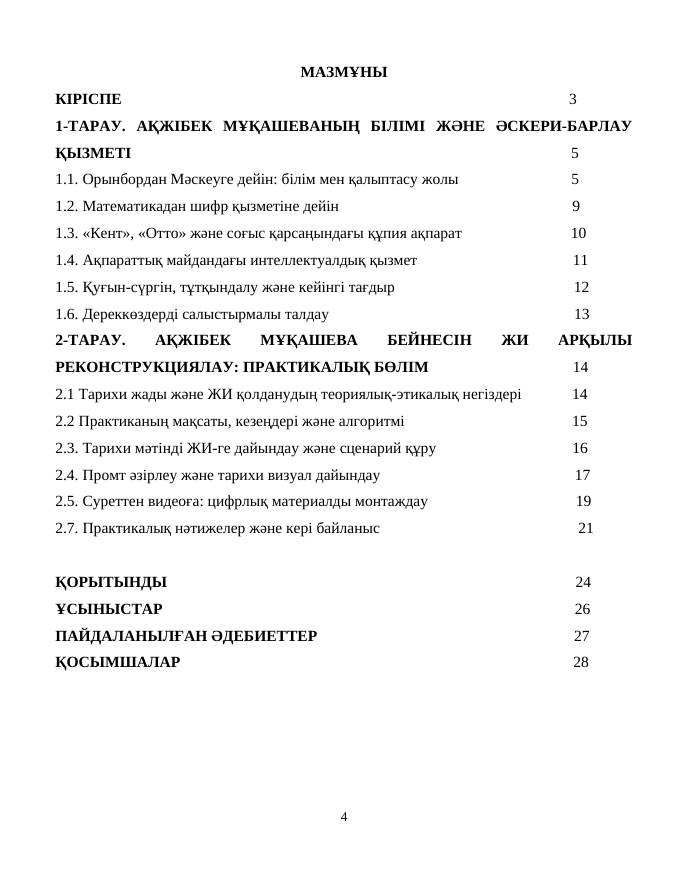 МАЗМҰНЫ
КІРІСПЕ 3
1-ТАРАУ. АҚЖІБЕК МҰҚАШЕВАНЫҢ БІЛІМІ ЖӘНЕ ӘСКЕРИ-БАРЛАУ
ҚЫЗМЕТІ 5
1.1. Орынбордан Мәскеуге дейін: білім мен қалыптасу жолы 5
1.2. Математикадан шифр қызметіне дейін 9
1.3. «Кент», «Отто» және соғыс қарсаңындағы құпия ақпарат 10
1.4. Ақпараттық майдандағы интеллектуалдық қызмет 11
1.5. Қуғын-сүргін, тұтқындалу және кейінгі тағдыр 12
1.6. Дереккөздерді салыстырмалы талдау 13
2-ТАРАУ. АҚЖІБЕК МҰҚАШЕВА БЕЙНЕСІН ЖИ АРҚЫЛЫ
РЕКОНСТРУКЦИЯЛАУ: ПРАКТИКАЛЫҚ БӨЛІМ 14
2.1 Тарихи жады және ЖИ қолданудың теориялық-этикалық негіздері 14
2.2 Практиканың мақсаты, кезеңдері және алгоритмі 15
2.3. Тарихи мәтінді ЖИ-ге дайындау және сценарий құру 16
2.4. Промт әзірлеу және тарихи визуал дайындау 17
2.5. Суреттен видеоға: цифрлық материалды монтаждау 19
2.7. Практикалық нәтижелер және кері байланыс 21
ҚОРЫТЫНДЫ 24
ҰСЫНЫСТАР 26
ПАЙДАЛАНЫЛҒАН ӘДЕБИЕТТЕР 27
ҚОСЫМШАЛАР 28
4